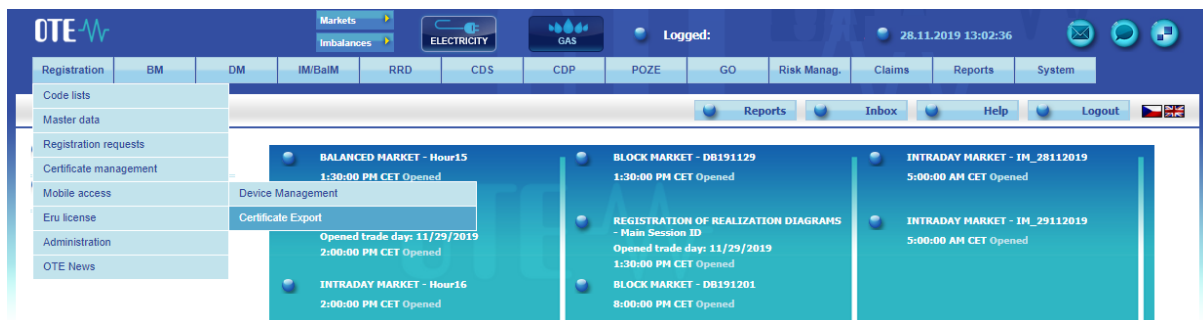 OTE
Markets
Imbalances
ELECTRICITY
GAS
Logged:
28.11.2019 13:02:36
Registration BM DM IM/BalM RRD CDS CDP POZE GO Risk Manag. Claims Reports System
Reports Inbox Help Logout
Code lists
Master data
Registration requests
Certificate management
Mobile access
Eru license
Administration
OTE News
Device Management
Certificate Export
BALANCED MARKET - Hour15
1:30:00 PM CET Opened
Opened trade day: 11/29/2019
2:00:00 PM CET Opened
INTRADAY MARKET - Hour16
2:00:00 PM CET Opened
BLOCK MARKET - DB191129
1:30:00 PM CET Opened
REGISTRATION OF REALIZATION DIAGRAMS
- Main Session ID
Opened trade day: 11/29/2019
1:30:00 PM CET Opened
BLOCK MARKET - DB191201
8:00:00 PM CET Opened
INTRADAY MARKET - IM_28112019
5:00:00 AM CET Opened
INTRADAY MARKET - IM_29112019
5:00:00 AM CET Opened